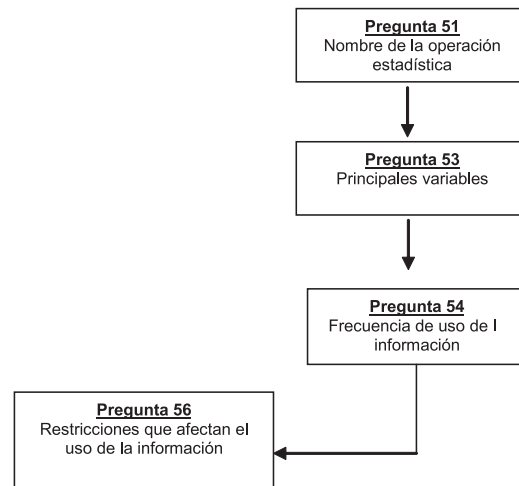 Pregunta 51
Nombre de la operación
estadística
Pregunta 53
Principales variables
Pregunta 54
Frecuencia de uso de l
información
Pregunta 56
Restricciones que afectan el
uso de la información